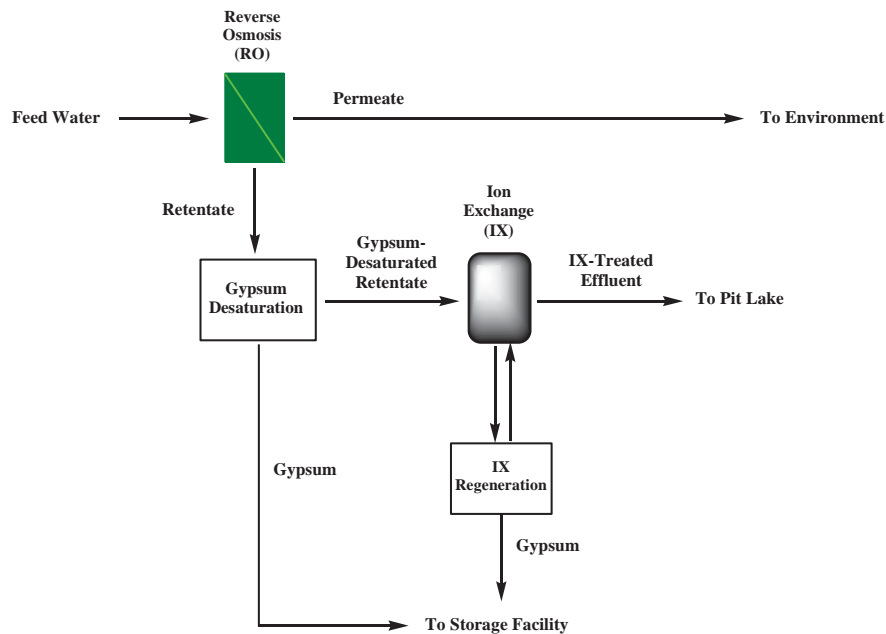 Reverse
Osmosis
(RO)
Feed Water
Permeate
To Environment
Retentate
Ion
Exchange
(IX)
Gypsum-
Desaturated
Retentate
IX-Treated
Effluent
Gypsum
Desaturation
To Pit Lake
Gypsum
IX
Regeneration
Gypsum
To Storage Facility